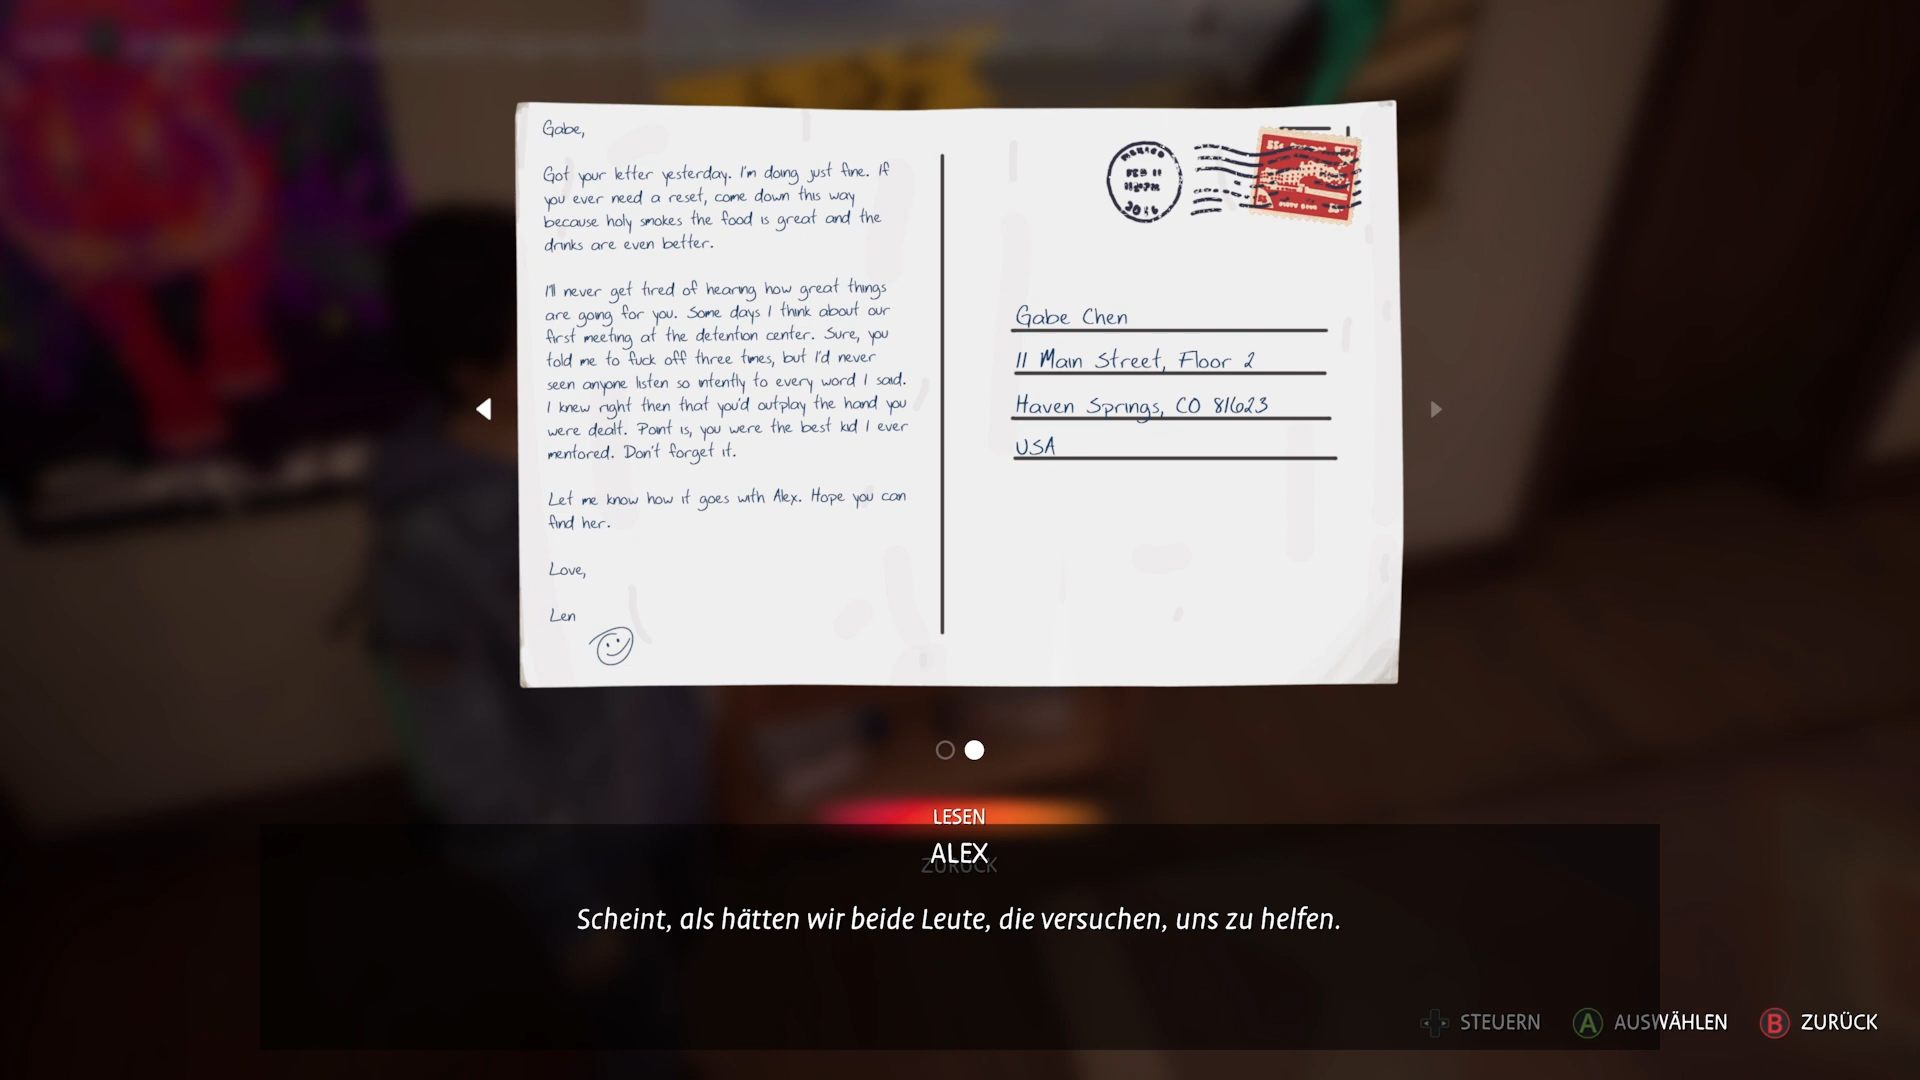 Gabe,
Got your letter yesterday. I'm doing just fine. If
you ever need a reset, come down this way
because holy smokes the food is great and the
drinks are even better.
I'll never get tired of hearing how great things
are going for you. Some days I think about our
first meeting at the detention center. Sure, you
told me to fuck off three times, but I'd never
seen anyone listen so intently to every word I said.
I knew right then that you'd outplay the hand you
were dealt. Point is, you were the best kid I ever
mentored. Don't forget it.
Let me know how it goes with Alex. Hope you can
find her.
Love,
Len
MEXICO
FEB 11
55¢
Gabe Chen
11 Main Street, Floor 2
Haven Springs, CO 81623
USA
LESEN
ALEX
ZURÜCK
Scheint, als hätten wir beide Leute, die versuchen, uns zu helfen.
STEUERN
A AUSWÄHLEN
B ZURÜCK